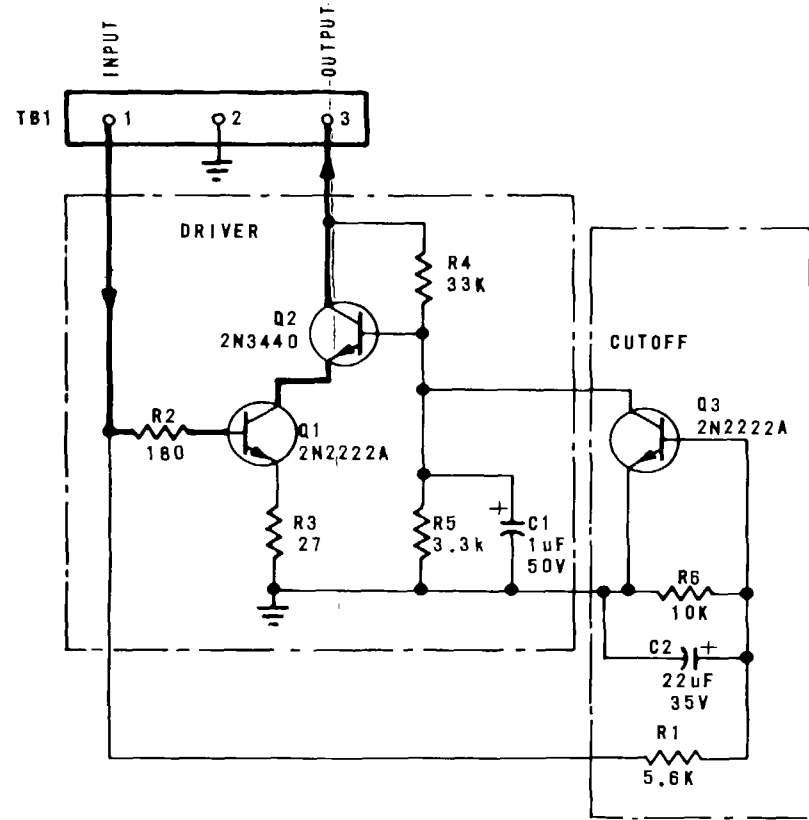 INPUT
OUTPUT
TB1
1
2
3
DRIVER
R4
33K
Q2
2N3440
CUTOFF
Q3
2N2222A
R2
180
Q1
2N2222A
R3
27
R5
3.3k
+
C1
1uF
50V
R6
10K
C2
+
22uF
35V
R1
5.6K